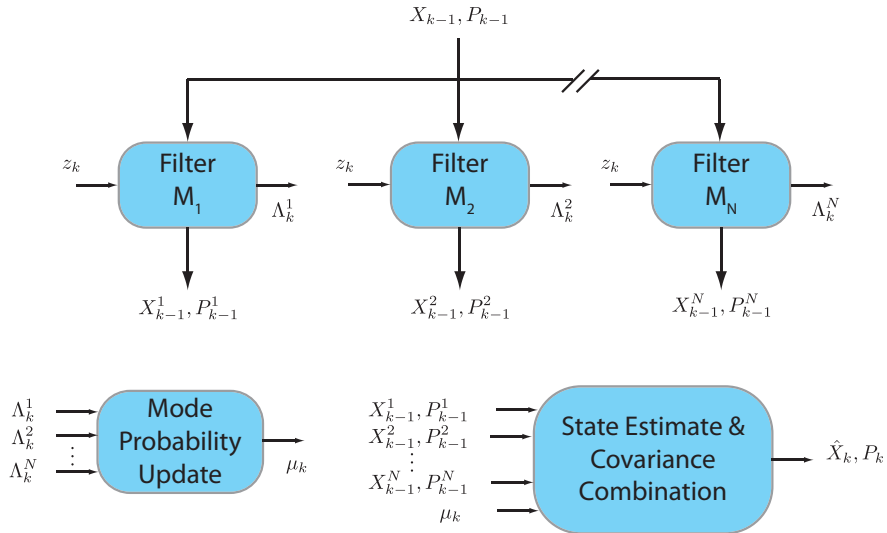 X_{k-1}, P_{k-1}
z_k
Filter
M_1
Λ_k^1
z_k
Filter
M_2
Λ_k^2
z_k
Filter
M_N
Λ_k^N
X_{k-1}^1, P_{k-1}^1
X_{k-1}^2, P_{k-1}^2
X_{k-1}^N, P_{k-1}^N
Λ_k^1
Λ_k^2
⋮
Λ_k^N
Mode
Probability
Update
μ_k
X_{k-1}^1, P_{k-1}^1
X_{k-1}^2, P_{k-1}^2
⋮
X_{k-1}^N, P_{k-1}^N
μ_k
State Estimate &
Covariance
Combination
X̂_k, P_k